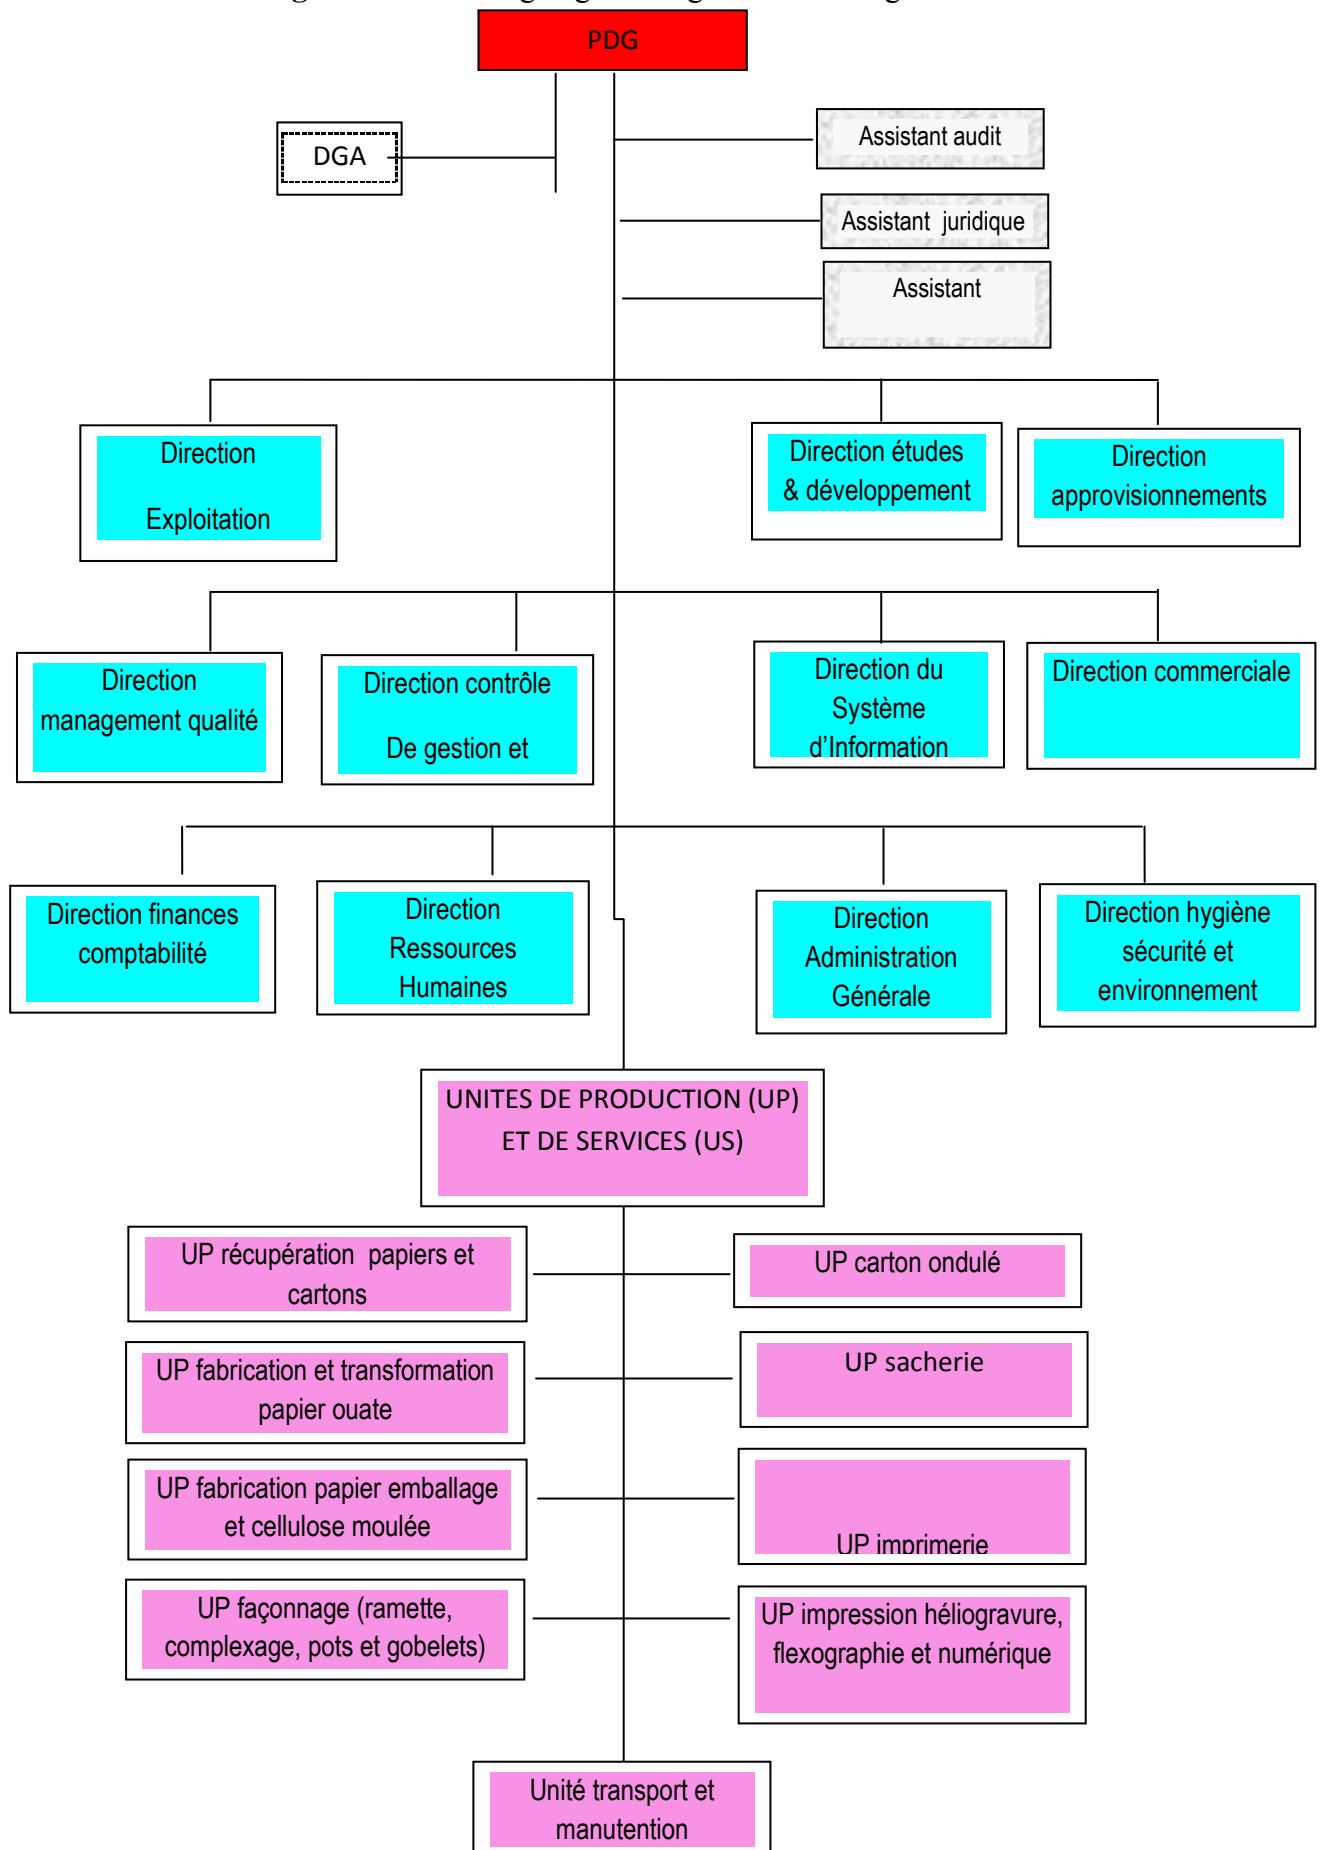 PDG
DGA
Assistant audit
Assistant juridique
Assistant
Direction
Exploitation
Direction études
& développement
Direction
approvisionnements
Direction
management qualité
Direction contrôle
De gestion et
Direction du
Système
d’Information
Direction commerciale
Direction finances
comptabilité
Direction
Ressources
Humaines
Direction
Administration
Générale
Direction hygiène
sécurité et
environnement
UNITES DE PRODUCTION (UP)
ET DE SERVICES (US)
UP récupération papiers et
cartons
UP carton ondulé
UP fabrication et transformation
papier ouate
UP sacherie
UP fabrication papier emballage
et cellulose moulée
UP imprimerie
UP façonnage (ramette,
complexage, pots et gobelets)
UP impression héliogravure,
flexographie et numérique
Unité transport et
manutention